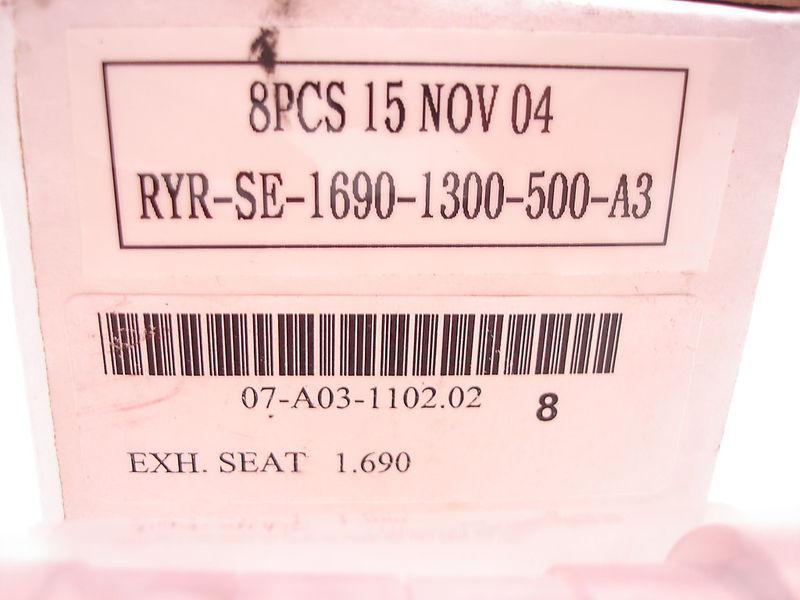 8PCS 15 NOV 04
RYR-SE-1690-1300-500-A3
07-A03-1102.02
8
EXH. SEAT 1.690